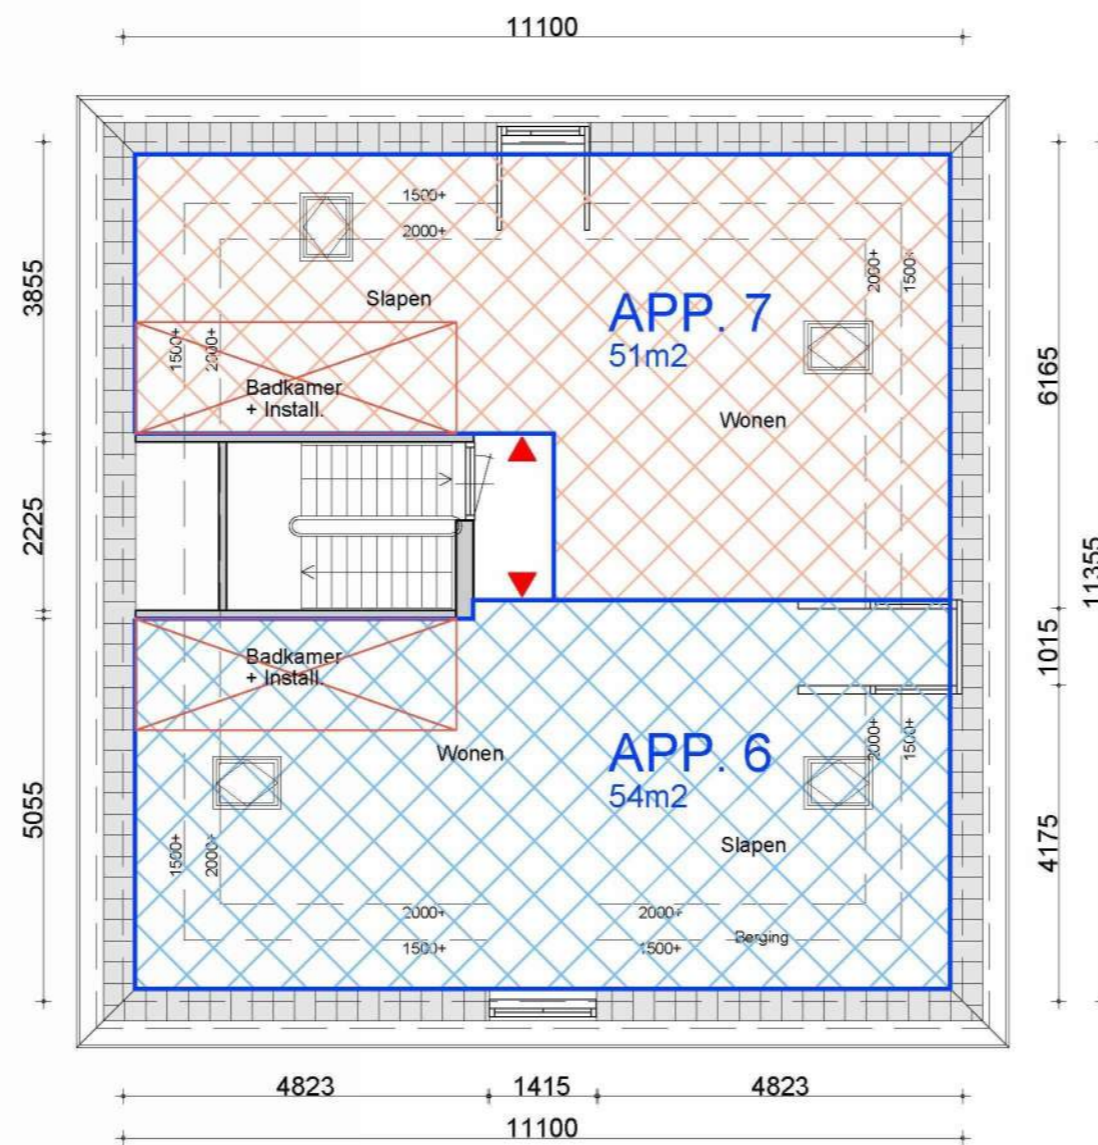 11100
1500+
2000+
3855
Slapen
APP. 7
51m2
2000+
1500+
1500+
2000+
6165
Badkamer
+ Install.
Wonen
2225
11355
1015
Badkamer
+ Install.
Wonen
APP. 6
54m2
2000+
1500+
5055
1500+
2000+
Slapen
4175
2000+
2000+
Berging
1500+
1500+
4823
1415
4823
11100